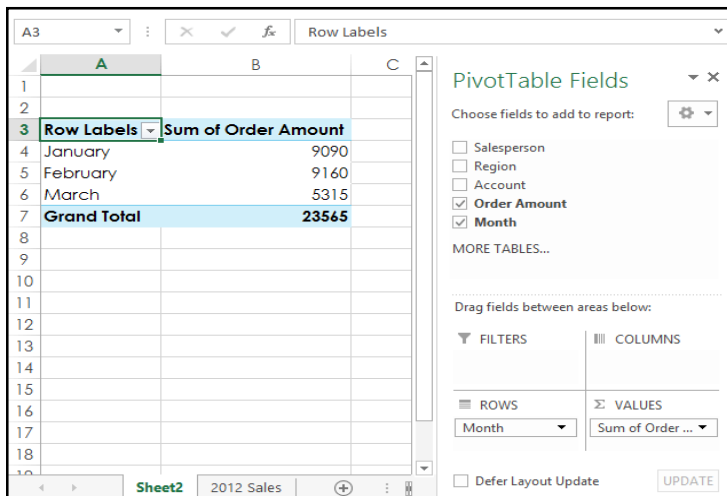 A3 fx Row Labels
A B C
1
2
3 Row Labels Sum of Order Amount
4 January 9090
5 February 9160
6 March 5315
7 Grand Total 23565
8
9
10
11
12
13
14
15
16
17
18
Sheet2 2012 Sales
PivotTable Fields
Choose fields to add to report:
Salesperson
Region
Account
Order Amount
Month
MORE TABLES...
Drag fields between areas below:
FILTERS COLUMNS
ROWS Σ VALUES
Month Sum of Order ...
Defer Layout Update UPDATE